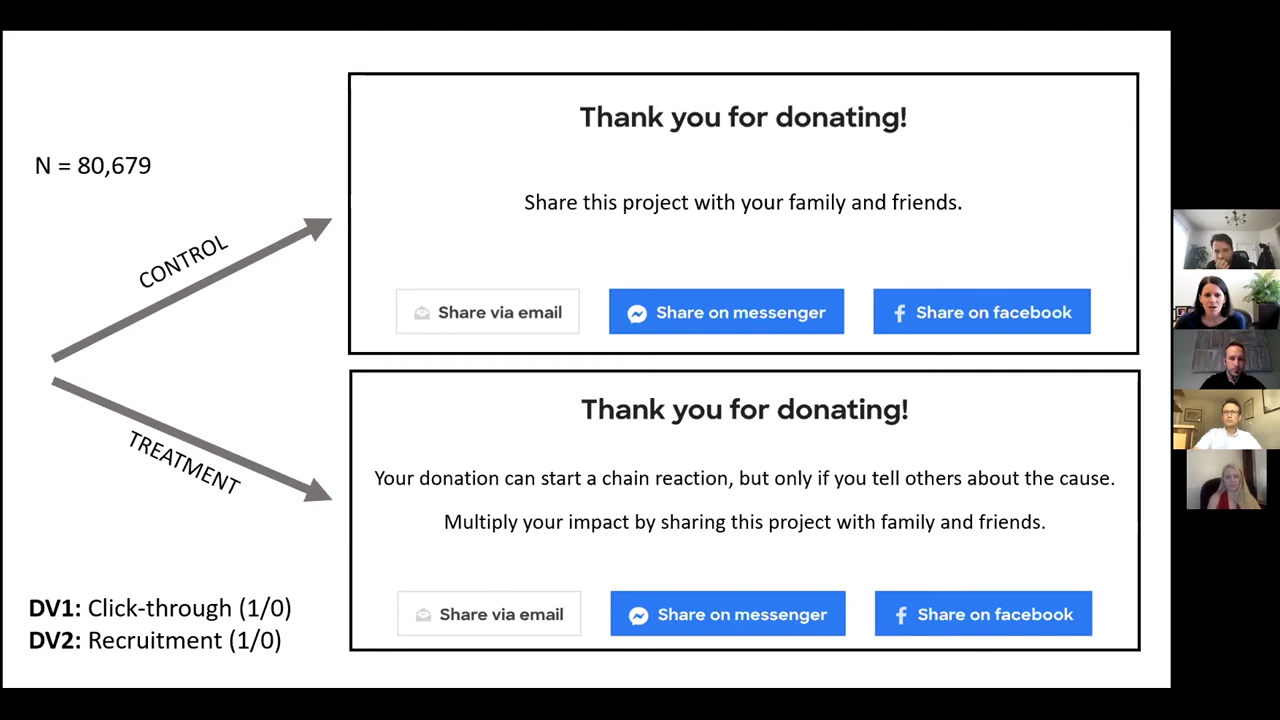 N = 80,679
CONTROL
Thank you for donating!
Share this project with your family and friends.
Share via email
Share on messenger
Share on facebook
TREATMENT
Thank you for donating!
Your donation can start a chain reaction, but only if you tell others about the cause.
Multiply your impact by sharing this project with family and friends.
Share via email
Share on messenger
Share on facebook
DV1: Click-through (1/0)
DV2: Recruitment (1/0)